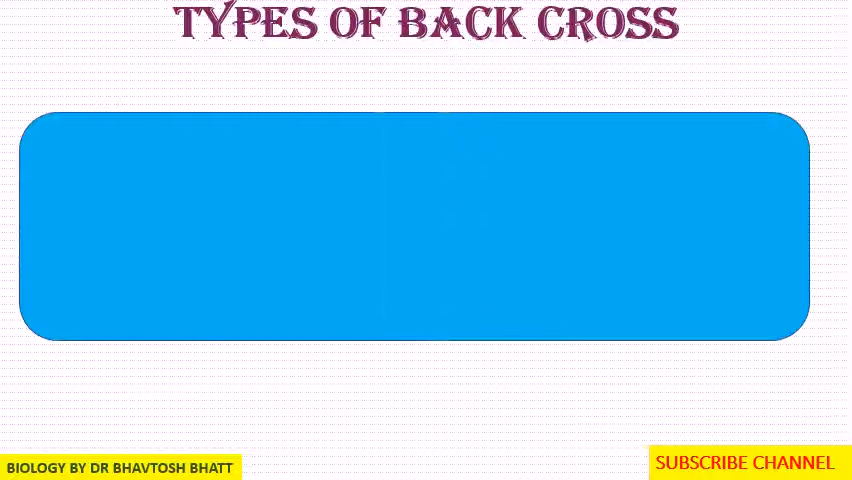 TYPES OF BACK CROSS
BIOLOGY BY DR BHAVTOSH BHATT
SUBSCRIBE CHANNEL